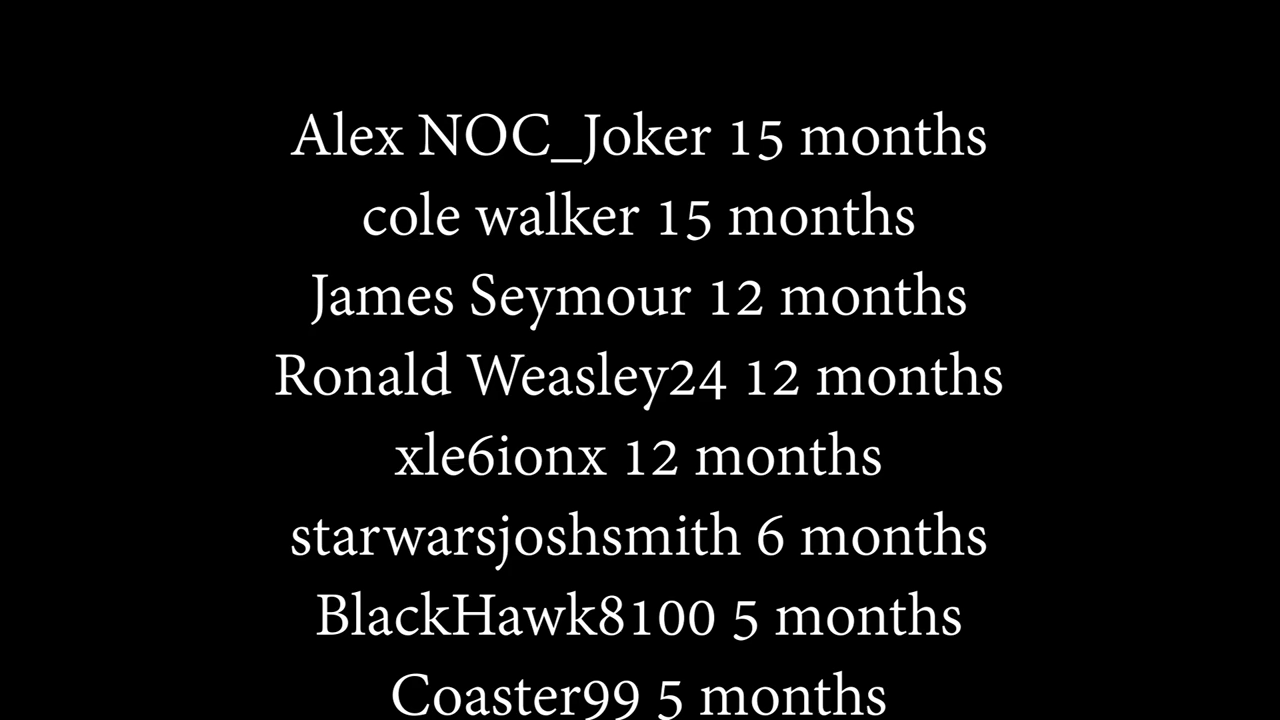 Alex NOC_Joker 15 months
cole walker 15 months
James Seymour 12 months
Ronald Weasley24 12 months
xle6ionx 12 months
starwarsjoshsmith 6 months
BlackHawk8100 5 months
Coaster99 5 months